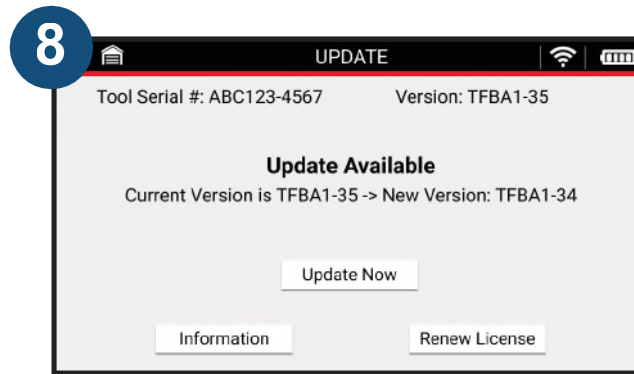 8
UPDATE
Tool Serial #: ABC123-4567 Version: TFBA1-35
Update Available
Current Version is TFBA1-35 -> New Version: TFBA1-34
Update Now
Information Renew License